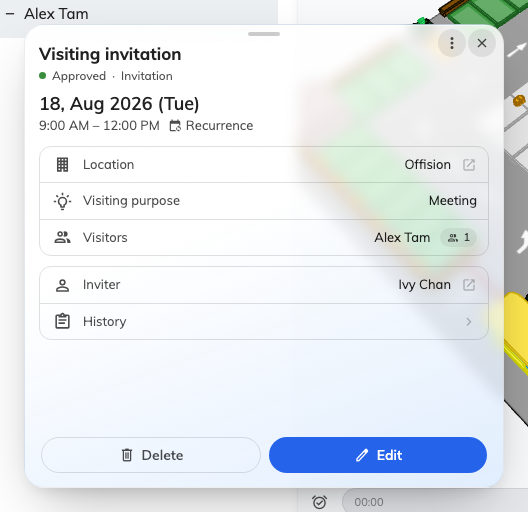 Alex Tam
Visiting invitation
Approved · Invitation
18, Aug 2026 (Tue)
9:00 AM – 12:00 PM Recurrence
Location Offision
Visiting purpose Meeting
Visitors Alex Tam 1
Inviter Ivy Chan
History
Delete Edit
00:00